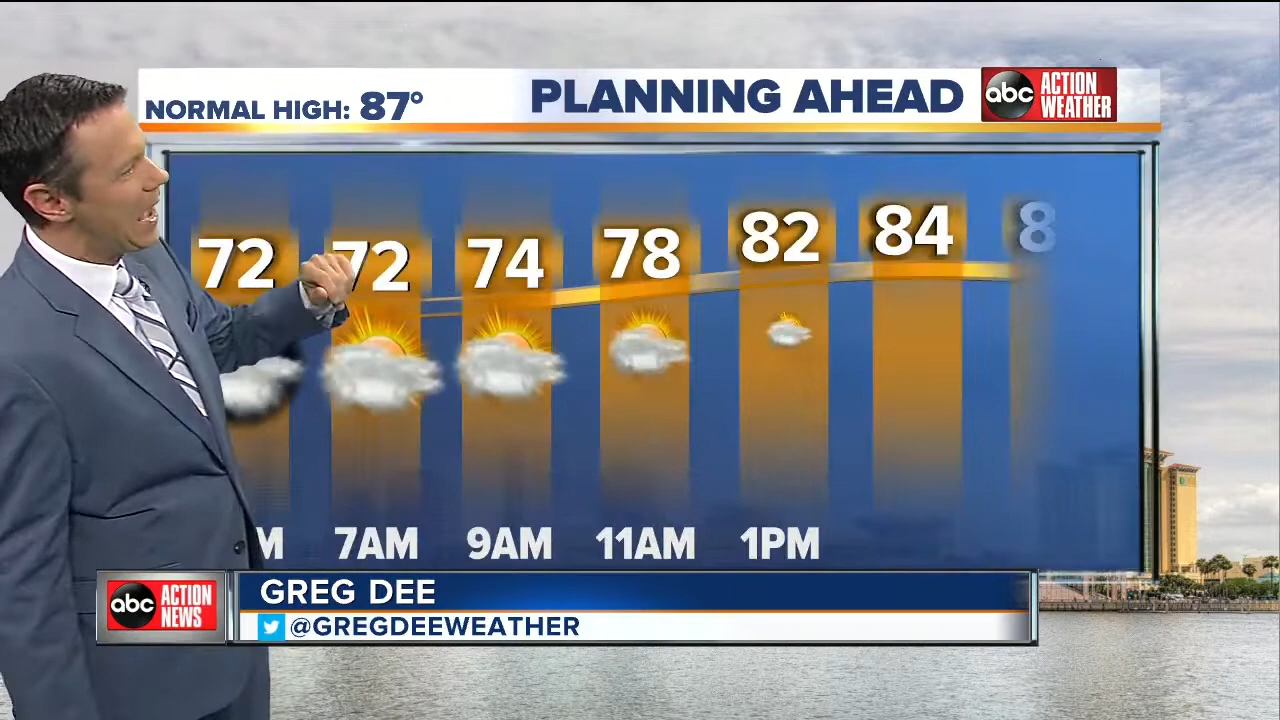 NORMAL HIGH: 87°
PLANNING AHEAD
abc ACTION WEATHER
72 72 74 78 82 84 8
M 7AM 9AM 11AM 1PM
abc ACTION NEWS
GREG DEE
@GREGDEEWEATHER